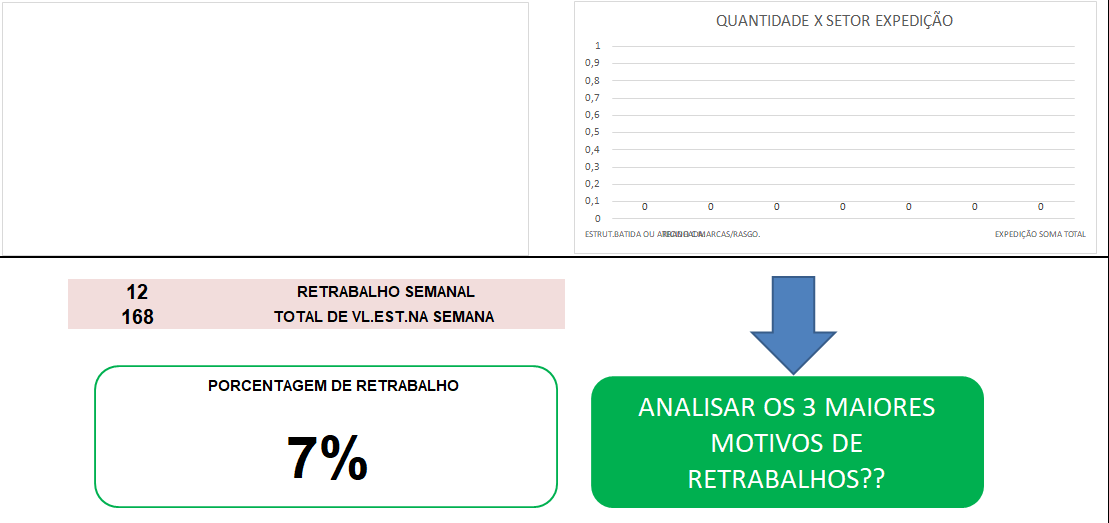 QUANTIDADE X SETOR EXPEDIÇÃO
1
0,9
0,8
0,7
0,6
0,5
0,4
0,3
0,2
0,1
0
0 0 0 0 0 0 0
ESTRUT.BATIDA OU MARCAS/RASGO. EXPEDIÇÃO SOMA TOTAL
12 RETRABALHO SEMANAL
168 TOTAL DE VL.EST.NA SEMANA
PORCENTAGEM DE RETRABALHO
7%
ANALISAR OS 3 MAIORES
MOTIVOS DE
RETRABALHOS??